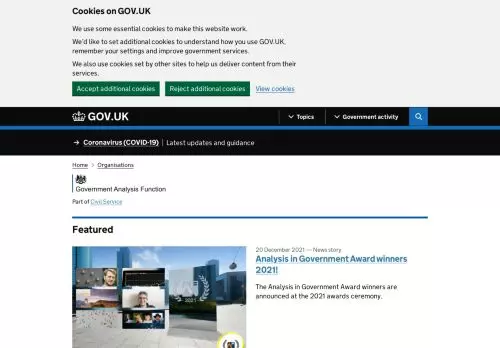 Cookies on GOV.UK
We use some essential cookies to make this website work.
We'd like to set additional cookies to understand how you use GOV.UK,
remember your settings and improve government services.
We also use cookies set by other sites to help us deliver content from their
services.
Accept additional cookies Reject additional cookies View cookies
GOV.UK Topics Government activity
→ Coronavirus (COVID-19) Latest updates and guidance
Home > Organisations
Government Analysis Function
Part of Civil Service
Featured
20 December 2021 — News story
Analysis in Government Award winners
2021!
The Analysis in Government Award winners are
announced at the 2021 awards ceremony.
2021